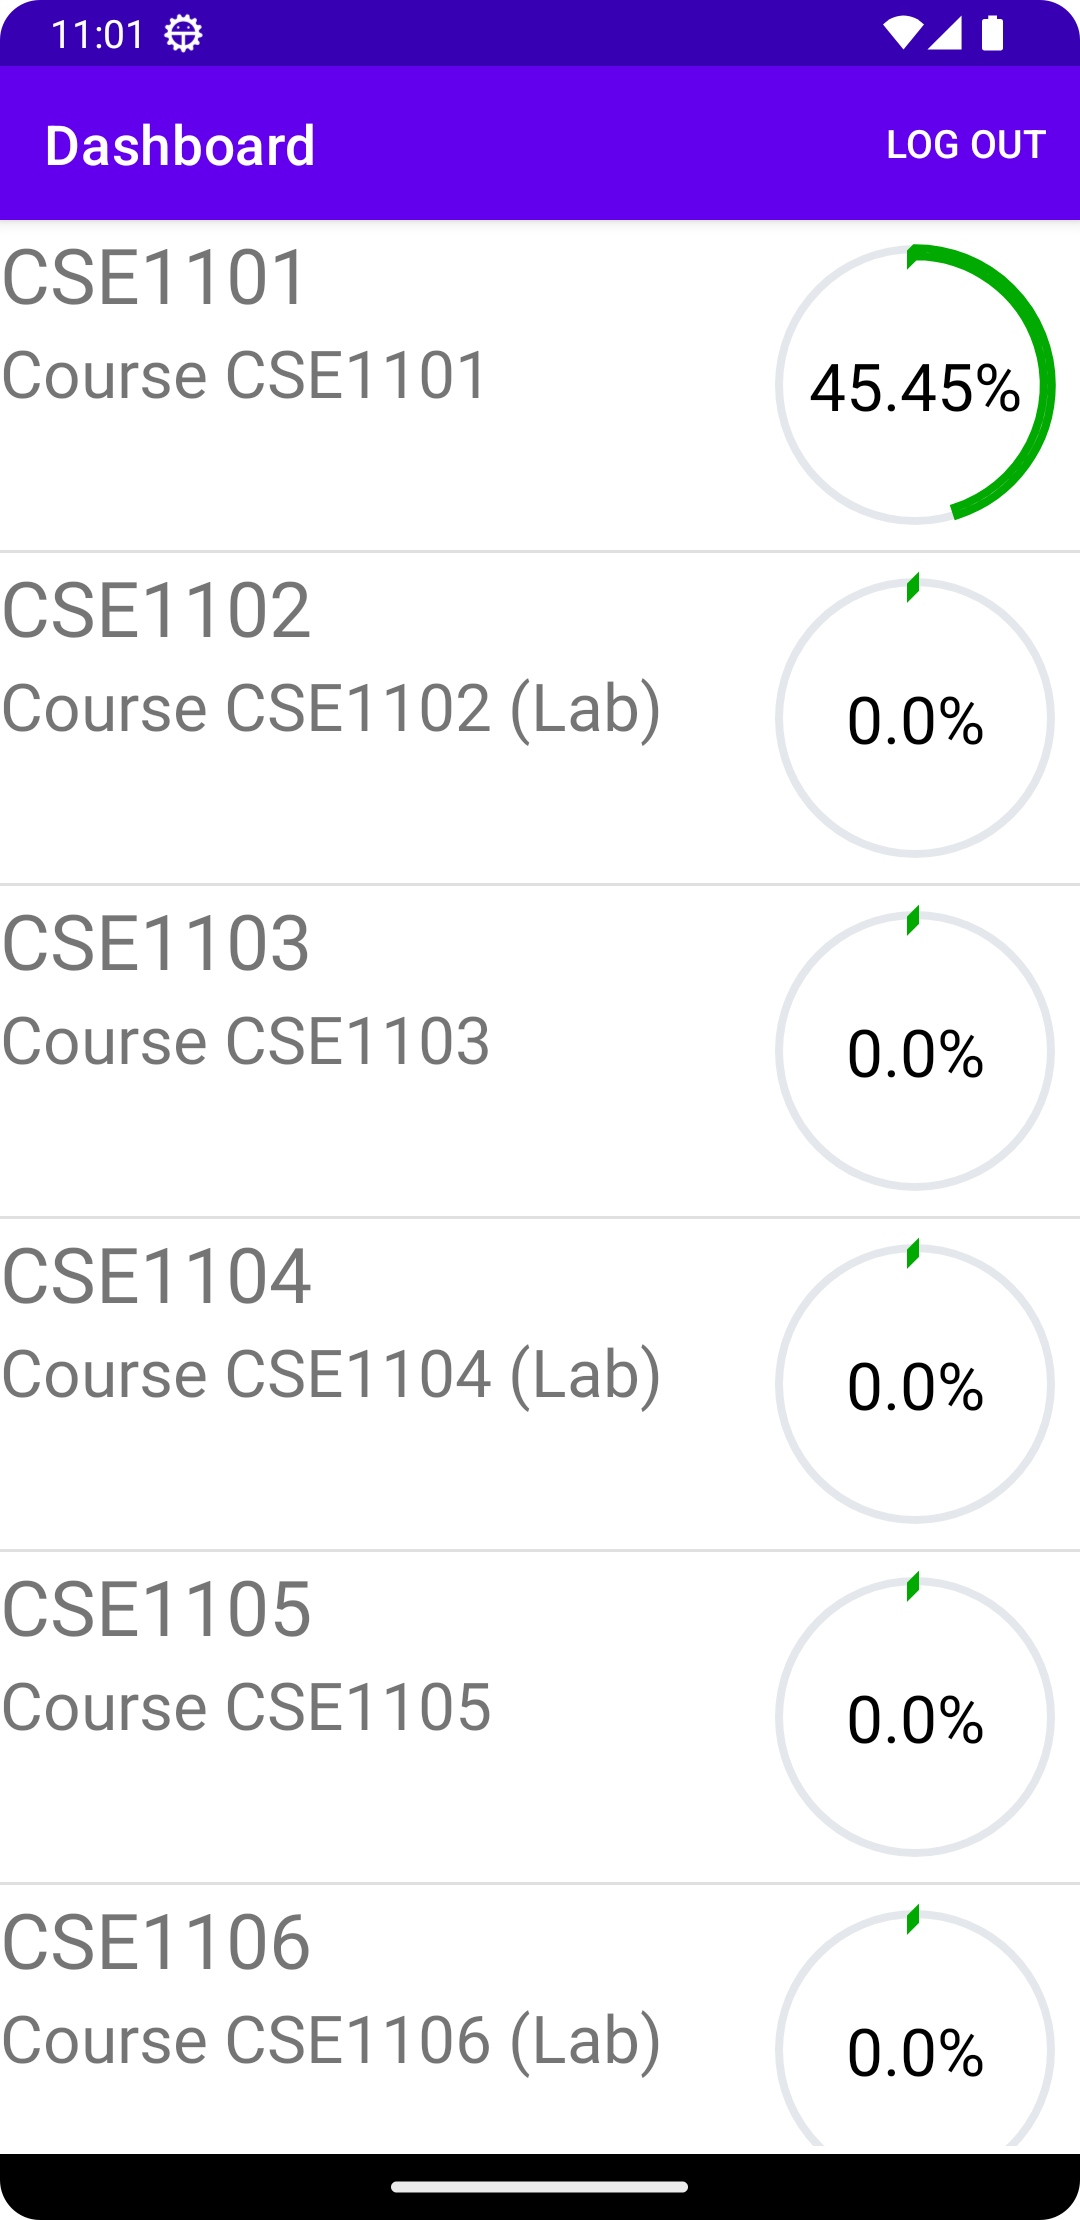 11:01
Dashboard LOG OUT
CSE1101
Course CSE1101
45.45%
CSE1102
Course CSE1102 (Lab)
0.0%
CSE1103
Course CSE1103
0.0%
CSE1104
Course CSE1104 (Lab)
0.0%
CSE1105
Course CSE1105
0.0%
CSE1106
Course CSE1106 (Lab)
0.0%